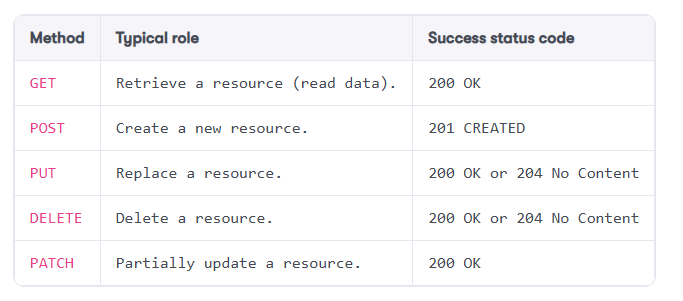 Method Typical role Success status code
GET Retrieve a resource (read data). 200 OK
POST Create a new resource. 201 CREATED
PUT Replace a resource. 200 OK or 204 No Content
DELETE Delete a resource. 200 OK or 204 No Content
PATCH Partially update a resource. 200 OK